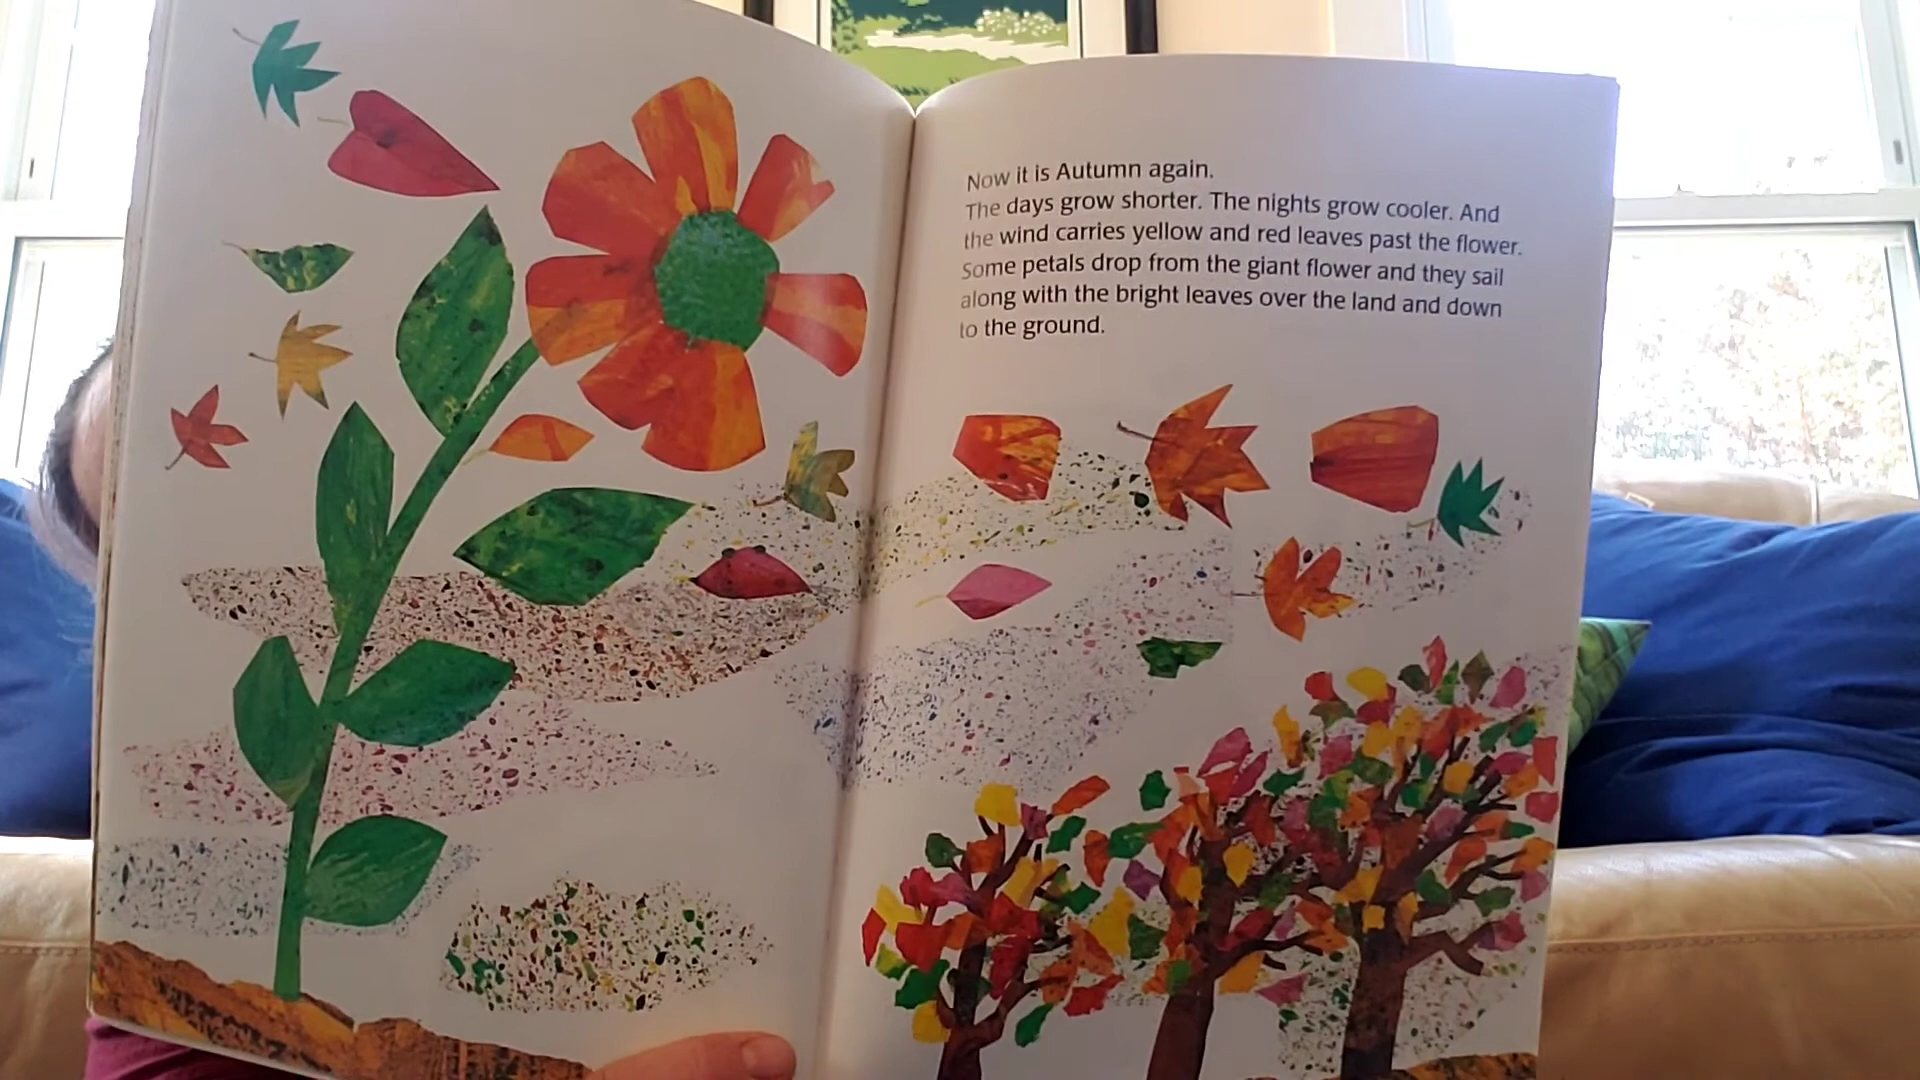 Now it is Autumn again.
The days grow shorter. The nights grow cooler. And
the wind carries yellow and red leaves past the flower.
Some petals drop from the giant flower and they sail
along with the bright leaves over the land and down
to the ground.